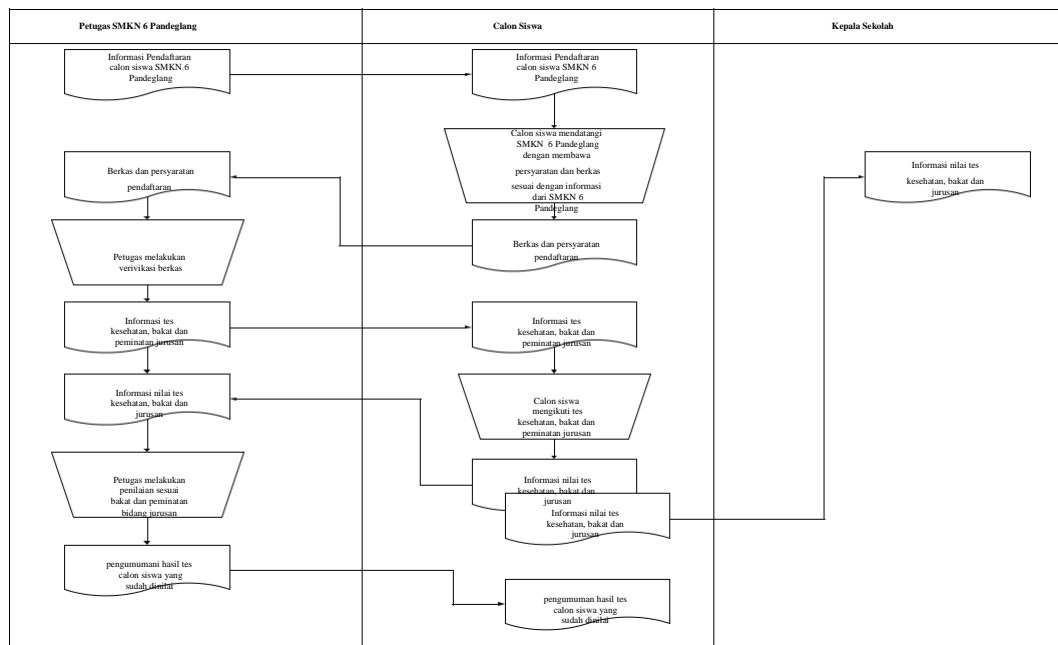 Petugas SMKN 6 Pandeglang
Calon Siswa
Kepala Sekolah
Informasi Pendaftaran
calon siswa SMKN 6
Pandeglang
Informasi Pendaftaran
calon siswa SMKN 6
Pandeglang
Calon siswa mendatangi
SMKN 6 Pandeglang
dengan membawa
persyaratan dan berkas
sesuai dengan informasi
dari SMKN 6
Pandeglang
Berkas dan persyaratan
pendaftaran
Informasi nilai tes
kesehatan, bakat dan
jurusan
Berkas dan persyaratan
pendaftaran
Petugas melakukan
verivikasi berkas
Informasi tes
kesehatan, bakat dan
peminatan jurusan
Informasi tes
kesehatan, bakat dan
peminatan jurusan
Informasi nilai tes
kesehatan, bakat dan
jurusan
Calon siswa
mengikuti tes
kesehatan, bakat dan
peminatan jurusan
Petugas melakukan
penilaian sesuai
bakat dan peminatan
bidang jurusan
Informasi nilai tes
kesehatan, bakat dan
jurusan
Informasi nilai tes
kesehatan, bakat dan
jurusan
pengumumani hasil tes
calon siswa yang
sudah dinilai
pengumuman hasil tes
calon siswa yang
sudah dinilai